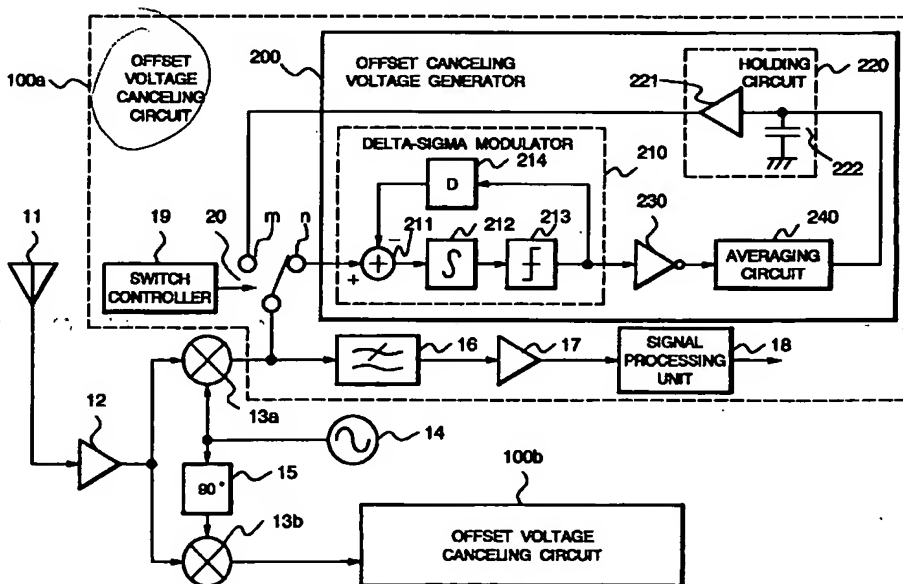 100a
OFFSET
VOLTAGE
CANCELING
CIRCUIT
200
OFFSET CANCELING
VOLTAGE GENERATOR
HOLDING
CIRCUIT
220
221
222
DELTA-SIGMA MODULATOR
210
214
D
11
19
20
m
n
211
212
213
230
240
+
−
+
∫
SWITCH
CONTROLLER
AVERAGING
CIRCUIT
16
17
SIGNAL
PROCESSING
UNIT
18
12
13a
14
15
90°
13b
100b
OFFSET VOLTAGE
CANCELING CIRCUIT